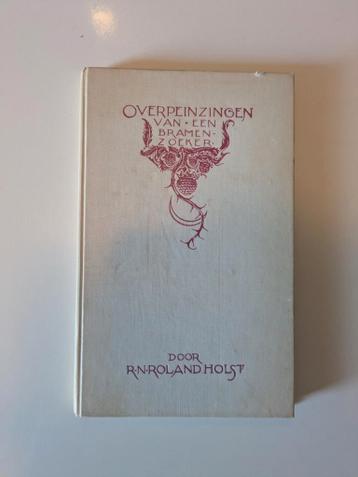 OVERPEINZINGEN
VAN · EEN
BRAMEN-
ZOEKER ·
DOOR
R·N·ROLAND HOLST